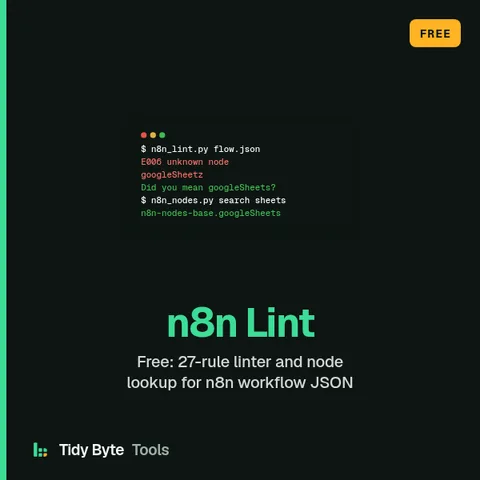 FREE
$ n8n_lint.py flow.json
E006 unknown node
googleSheetz
Did you mean googleSheets?
$ n8n_nodes.py search sheets
n8n-nodes-base.googleSheets
n8n Lint
Free: 27-rule linter and node
lookup for n8n workflow JSON
Tidy Byte Tools